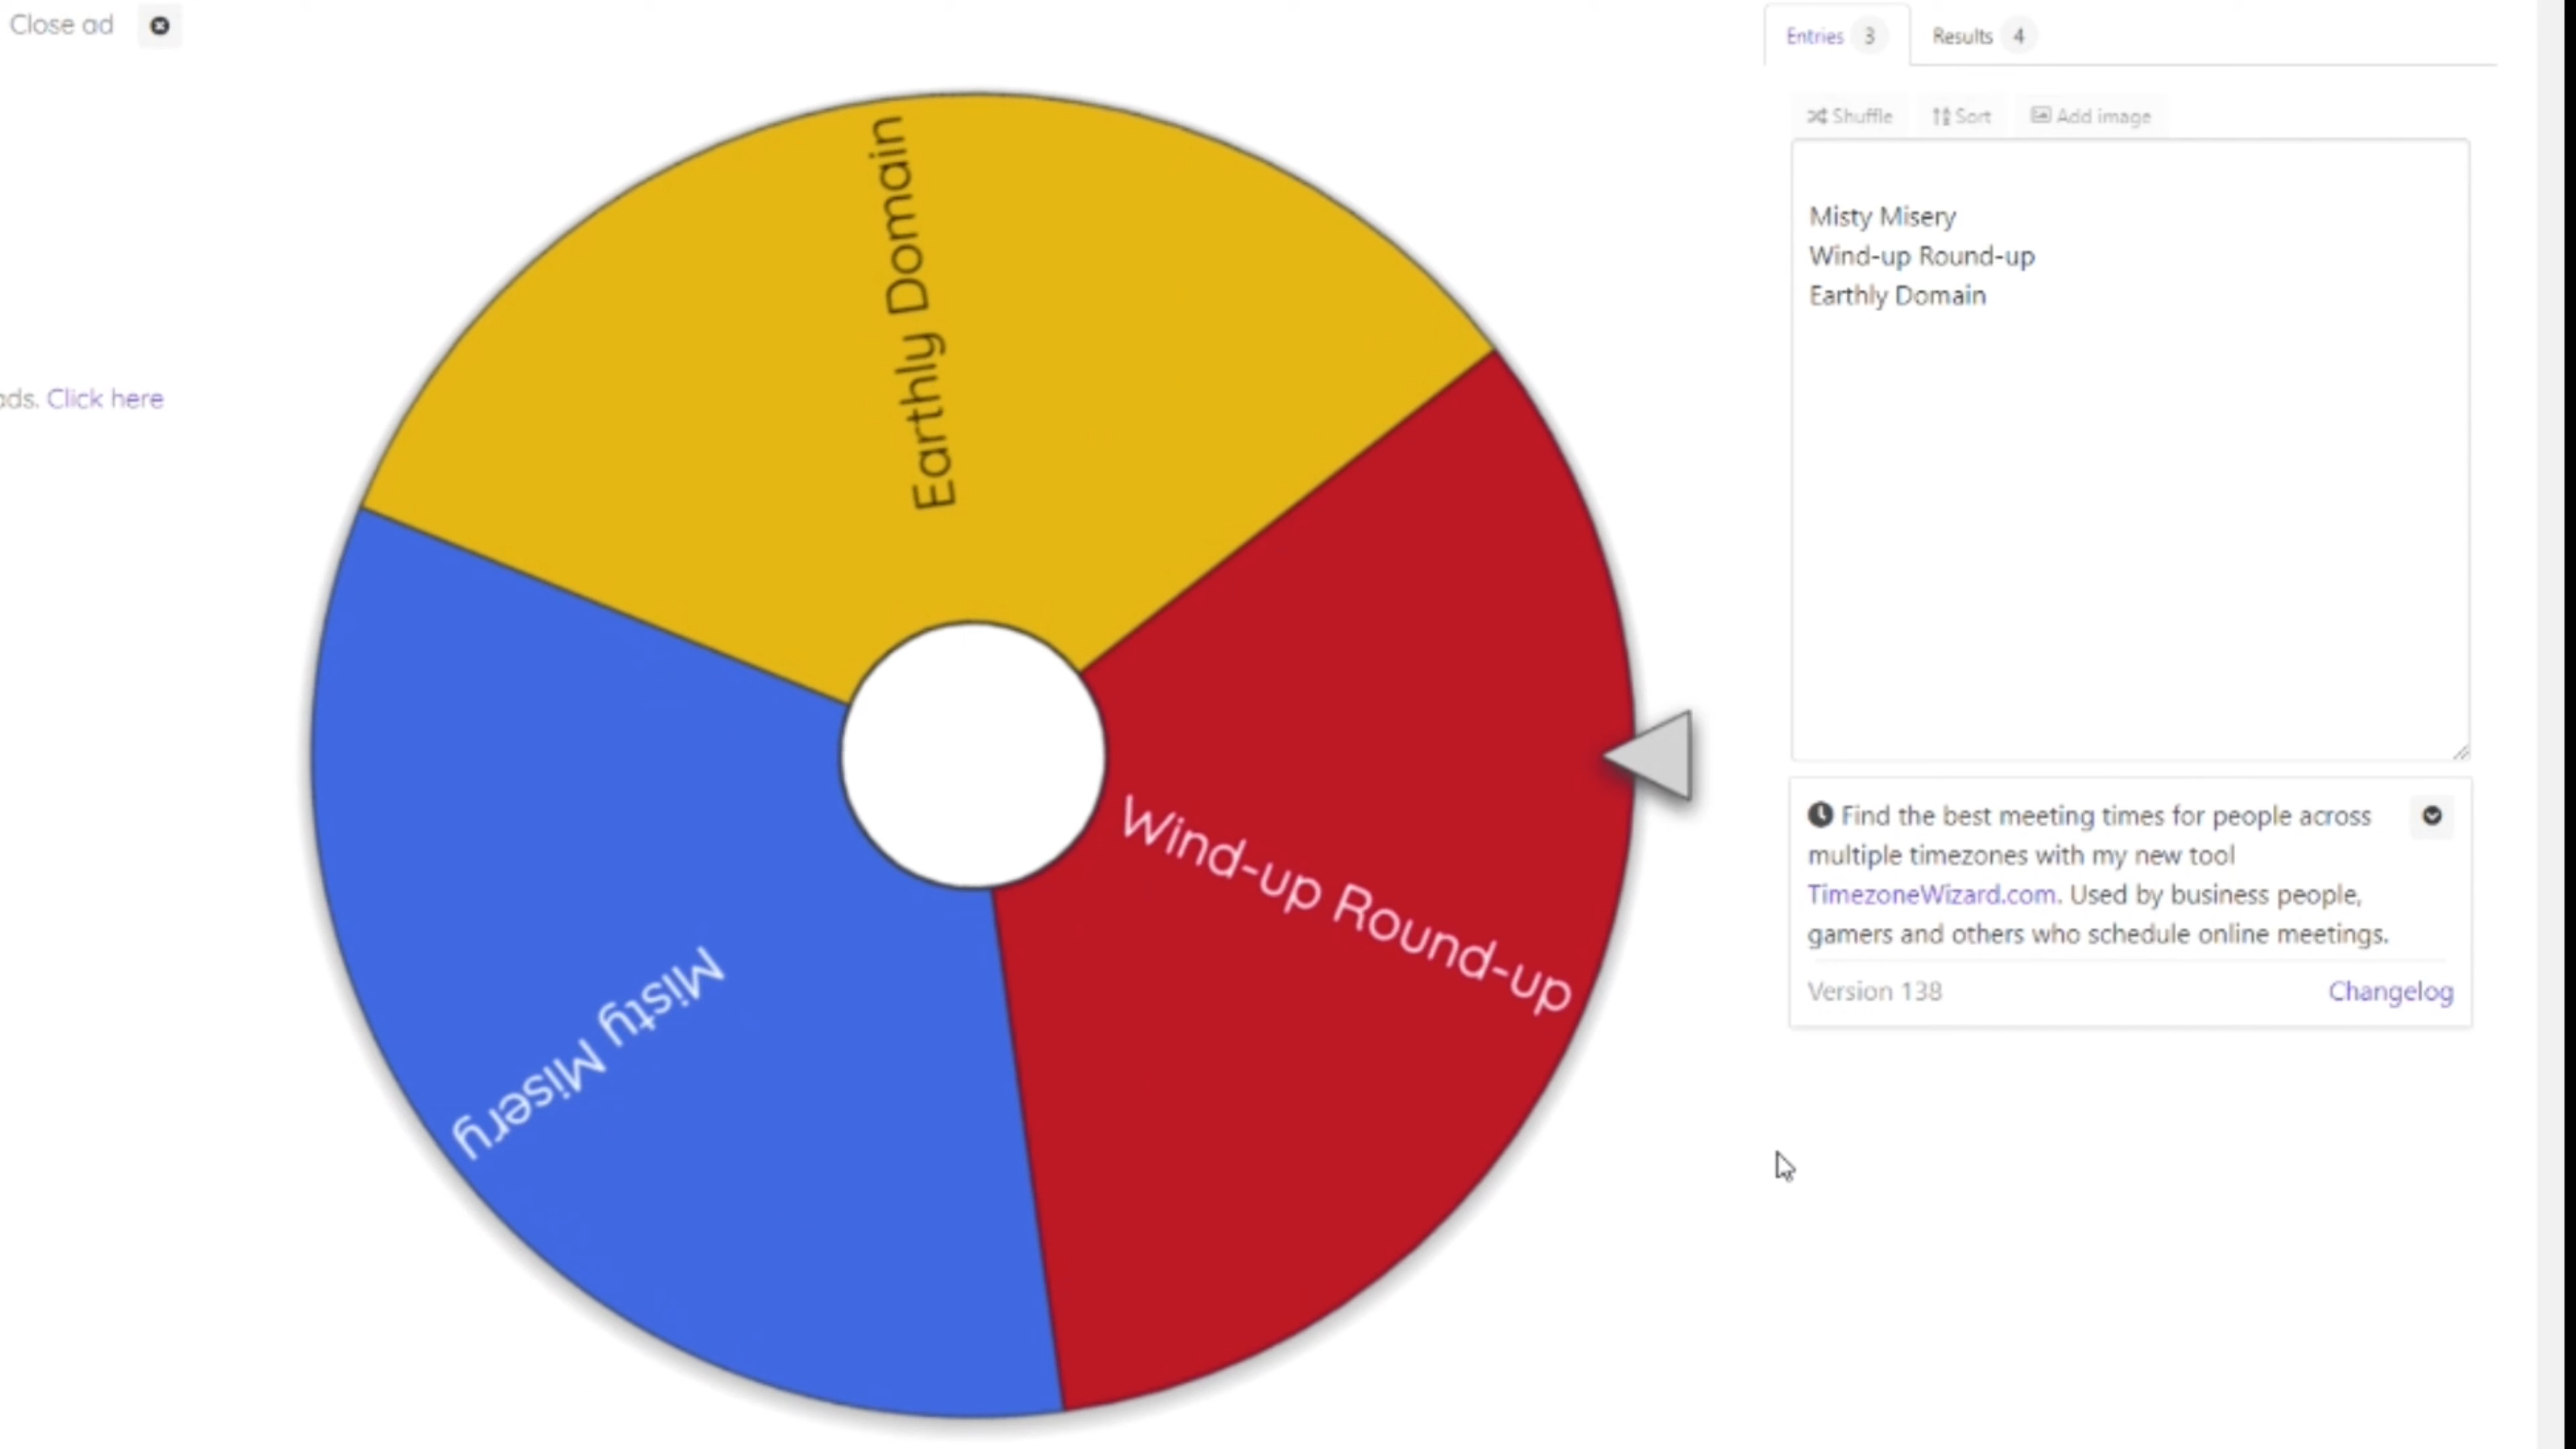 Close ad
ads. Click here
Earthly Domain
Wind-up Round-up
Misty Misery
Entries 3 Results 4
Shuffle Sort Add image
Misty Misery
Wind-up Round-up
Earthly Domain
Find the best meeting times for people across
multiple timezones with my new tool
TimezoneWizard.com. Used by business people,
gamers and others who schedule online meetings.
Version 138 Changelog